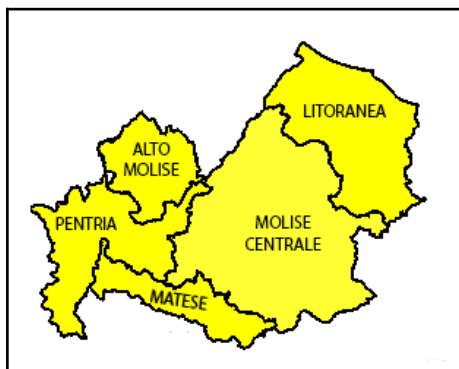 LITORANEA
ALTO
MOLISE
PENTRIA
MOLISE
CENTRALE
MATESE